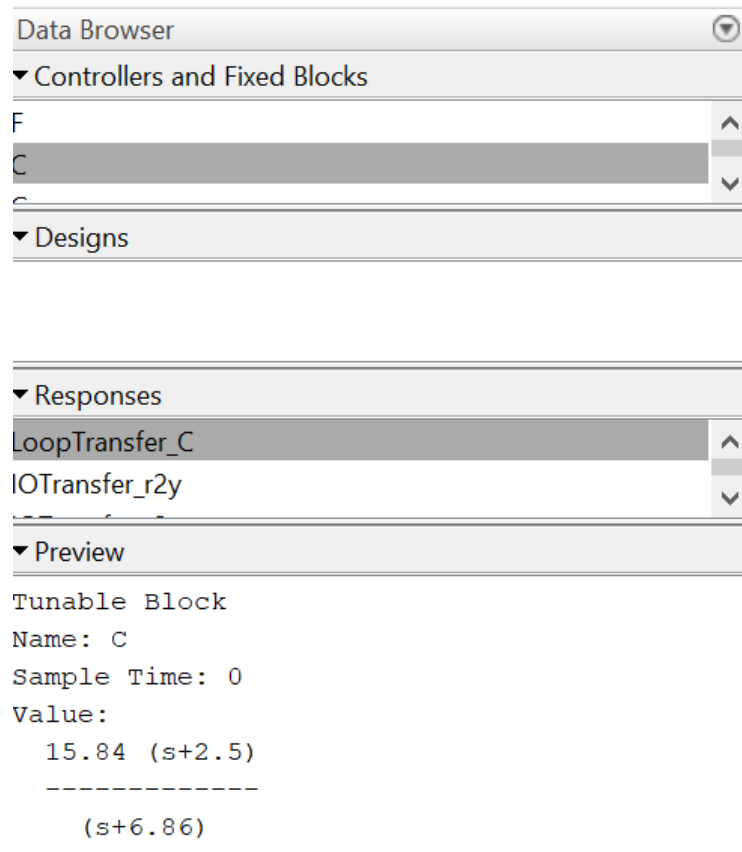 Data Browser
Controllers and Fixed Blocks
F
C
Designs
Responses
LoopTransfer_C
IOTransfer_r2y
Preview
Tunable Block
Name: C
Sample Time: 0
Value:
15.84 (s+2.5)
-------------
(s+6.86)